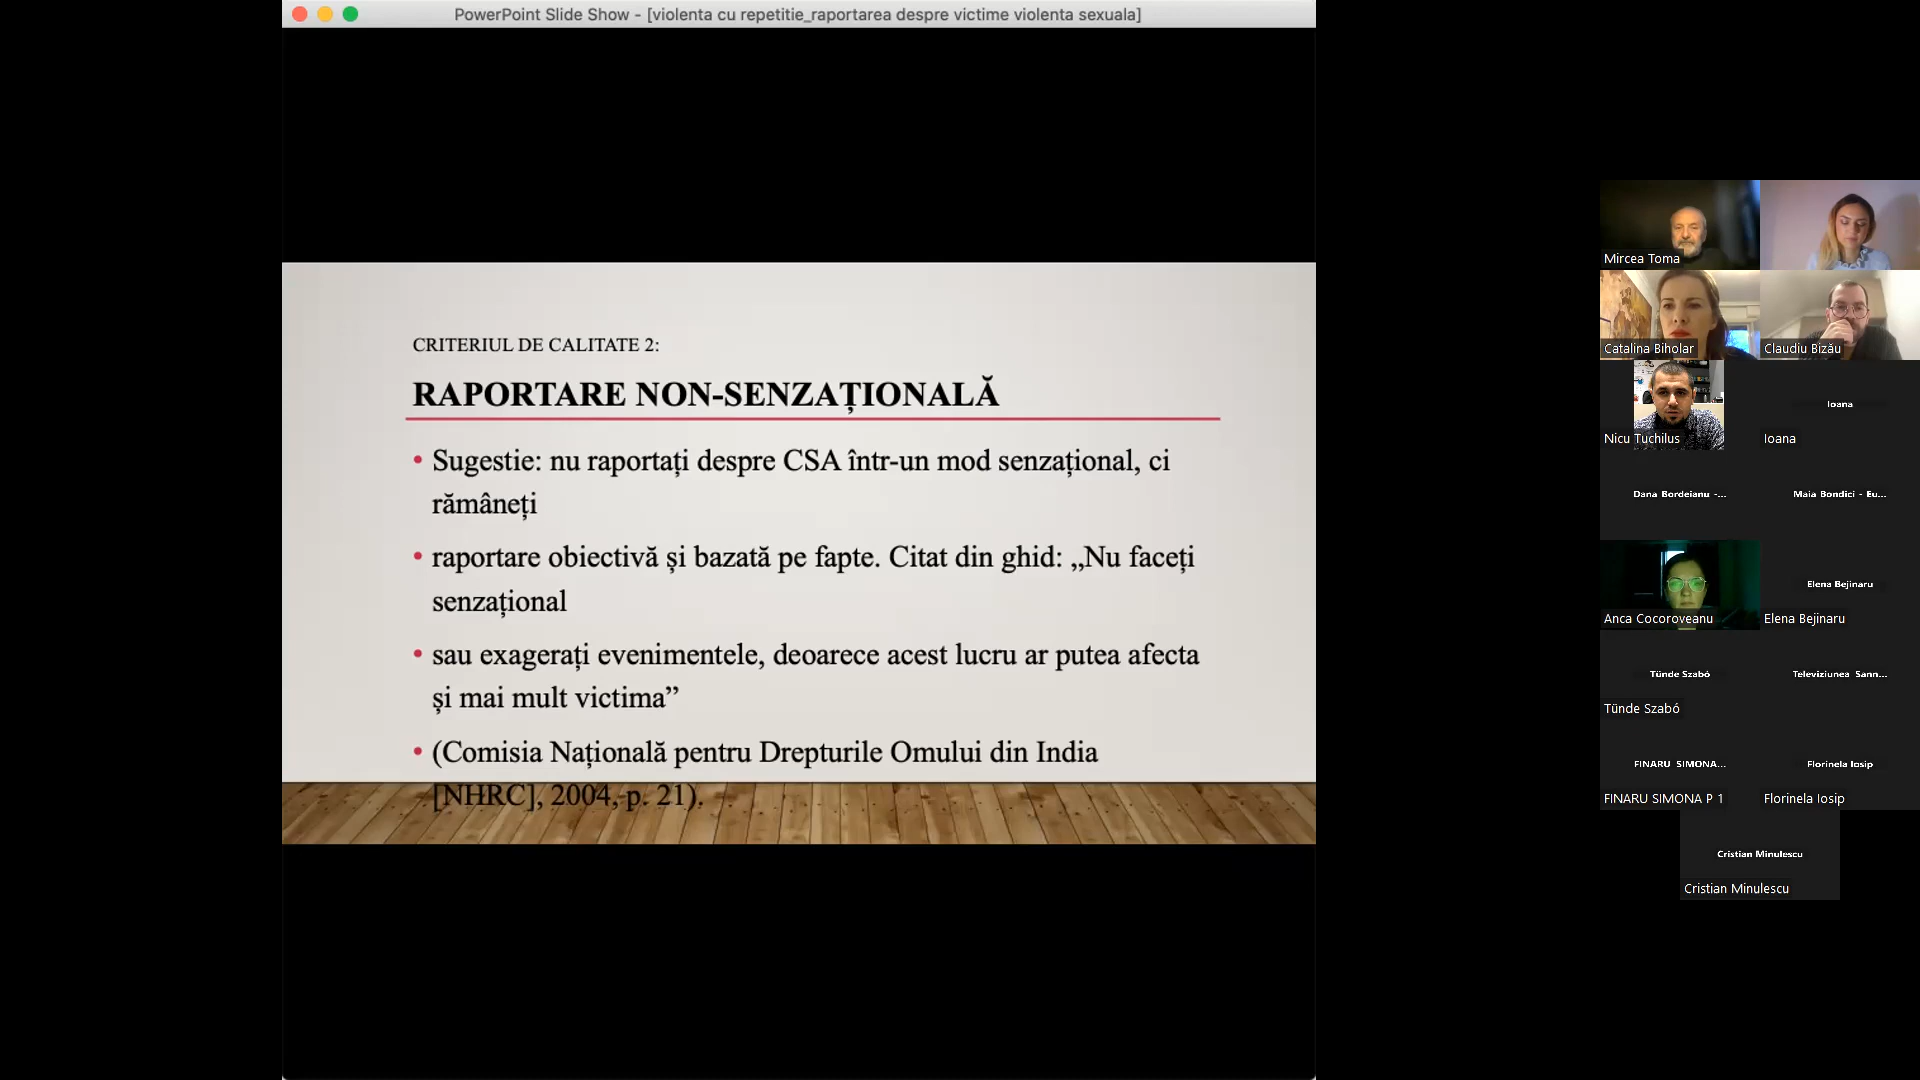 PowerPoint Slide Show - [violenta cu repetitie_raportarea despre victime violenta sexuala]
CRITERIUL DE CALITATE 2:
RAPORTARE NON-SENZAȚIONALĂ
• Sugestie: nu raportați despre CSA într-un mod senzațional, ci
rămâneți
• raportare obiectivă și bazată pe fapte. Citat din ghid: „Nu faceți
senzațional
• sau exagerați evenimentele, deoarece acest lucru ar putea afecta
și mai mult victima”
• (Comisia Națională pentru Drepturile Omului din India
[NHRC], 2004, p. 21).
Mircea Toma
Catalina Biholar
Claudiu Bizău
Nicu Tuchilus
Ioana
Ioana
Dana Bordeianu -...
Maia Bondici - Eu...
Anca Cocoroveanu
Elena Bejinaru
Elena Bejinaru
Tünde Szabó
Tünde Szabó
Televiziunea Sann...
FINARU SIMONA...
FINARU SIMONA P 1
Florinela Iosip
Florinela Iosip
Cristian Minulescu
Cristian Minulescu